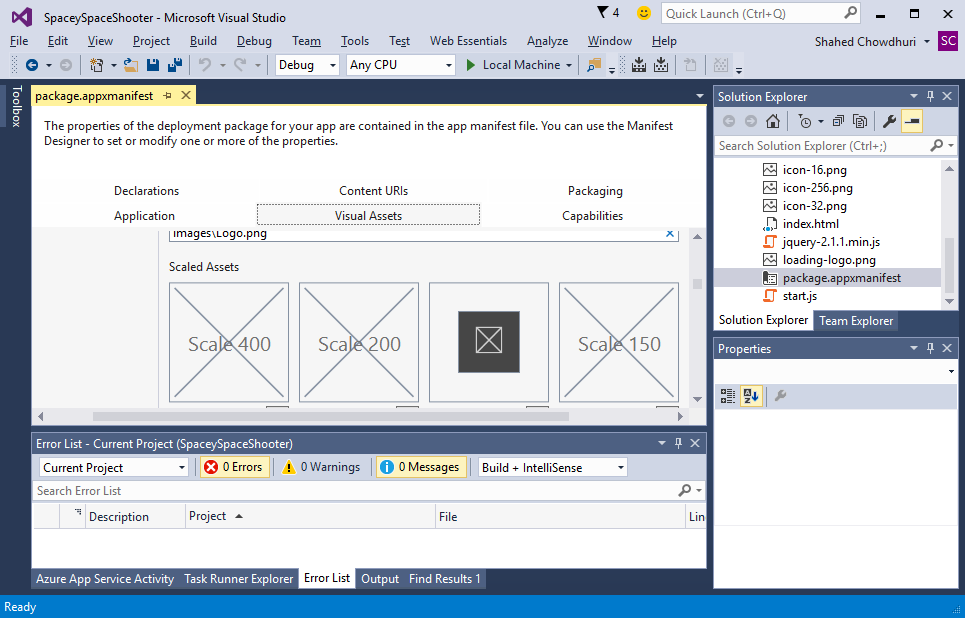 SpaceySpaceShooter - Microsoft Visual Studio
4
Quick Launch (Ctrl+Q)
File Edit View Project Build Debug Team Tools Test Web Essentials Analyze Window Help
Shahed Chowdhuri
SC
Debug
Any CPU
Local Machine
Toolbox
package.appxmanifest
The properties of the deployment package for your app are contained in the app manifest file. You can use the Manifest
Designer to set or modify one or more of the properties.
Declarations Content URIs Packaging
Application Visual Assets Capabilities
images\Logo.png
Scaled Assets
Scale 400
Scale 200
Scale 150
Solution Explorer
Search Solution Explorer (Ctrl+;)
icon-16.png
icon-256.png
icon-32.png
index.html
jquery-2.1.1.min.js
loading-logo.png
package.appxmanifest
start.js
Solution Explorer Team Explorer
Properties
Error List - Current Project (SpaceySpaceShooter)
Current Project
0 Errors
0 Warnings
0 Messages
Build + IntelliSense
Search Error List
Description Project File Lin
Azure App Service Activity Task Runner Explorer Error List Output Find Results 1
Ready